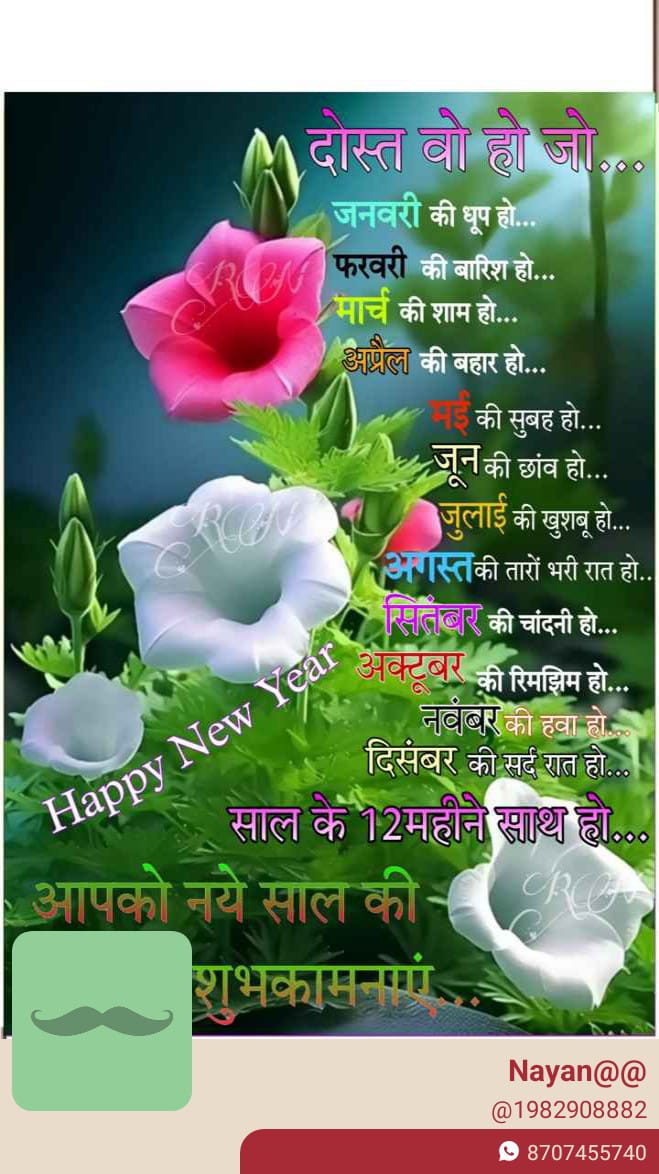 दोस्त वो हो जो...
जनवरी की धूप हो...
फरवरी की बारिश हो...
मार्च की शाम हो...
अप्रैल की बहार हो...
मई की सुबह हो...
जून की छांव हो...
जुलाई की खुशबू हो...
अगस्त की तारों भरी रात हो...
सितंबर की चांदनी हो...
अक्टूबर की रिमझिम हो...
नवंबर की हवा हो...
दिसंबर की सर्द रात हो...
Happy New Year
साल के 12महीने साथ हो...
आपको नये साल की
शुभकामनाएं...
Nayan@@
@1982908882
8707455740